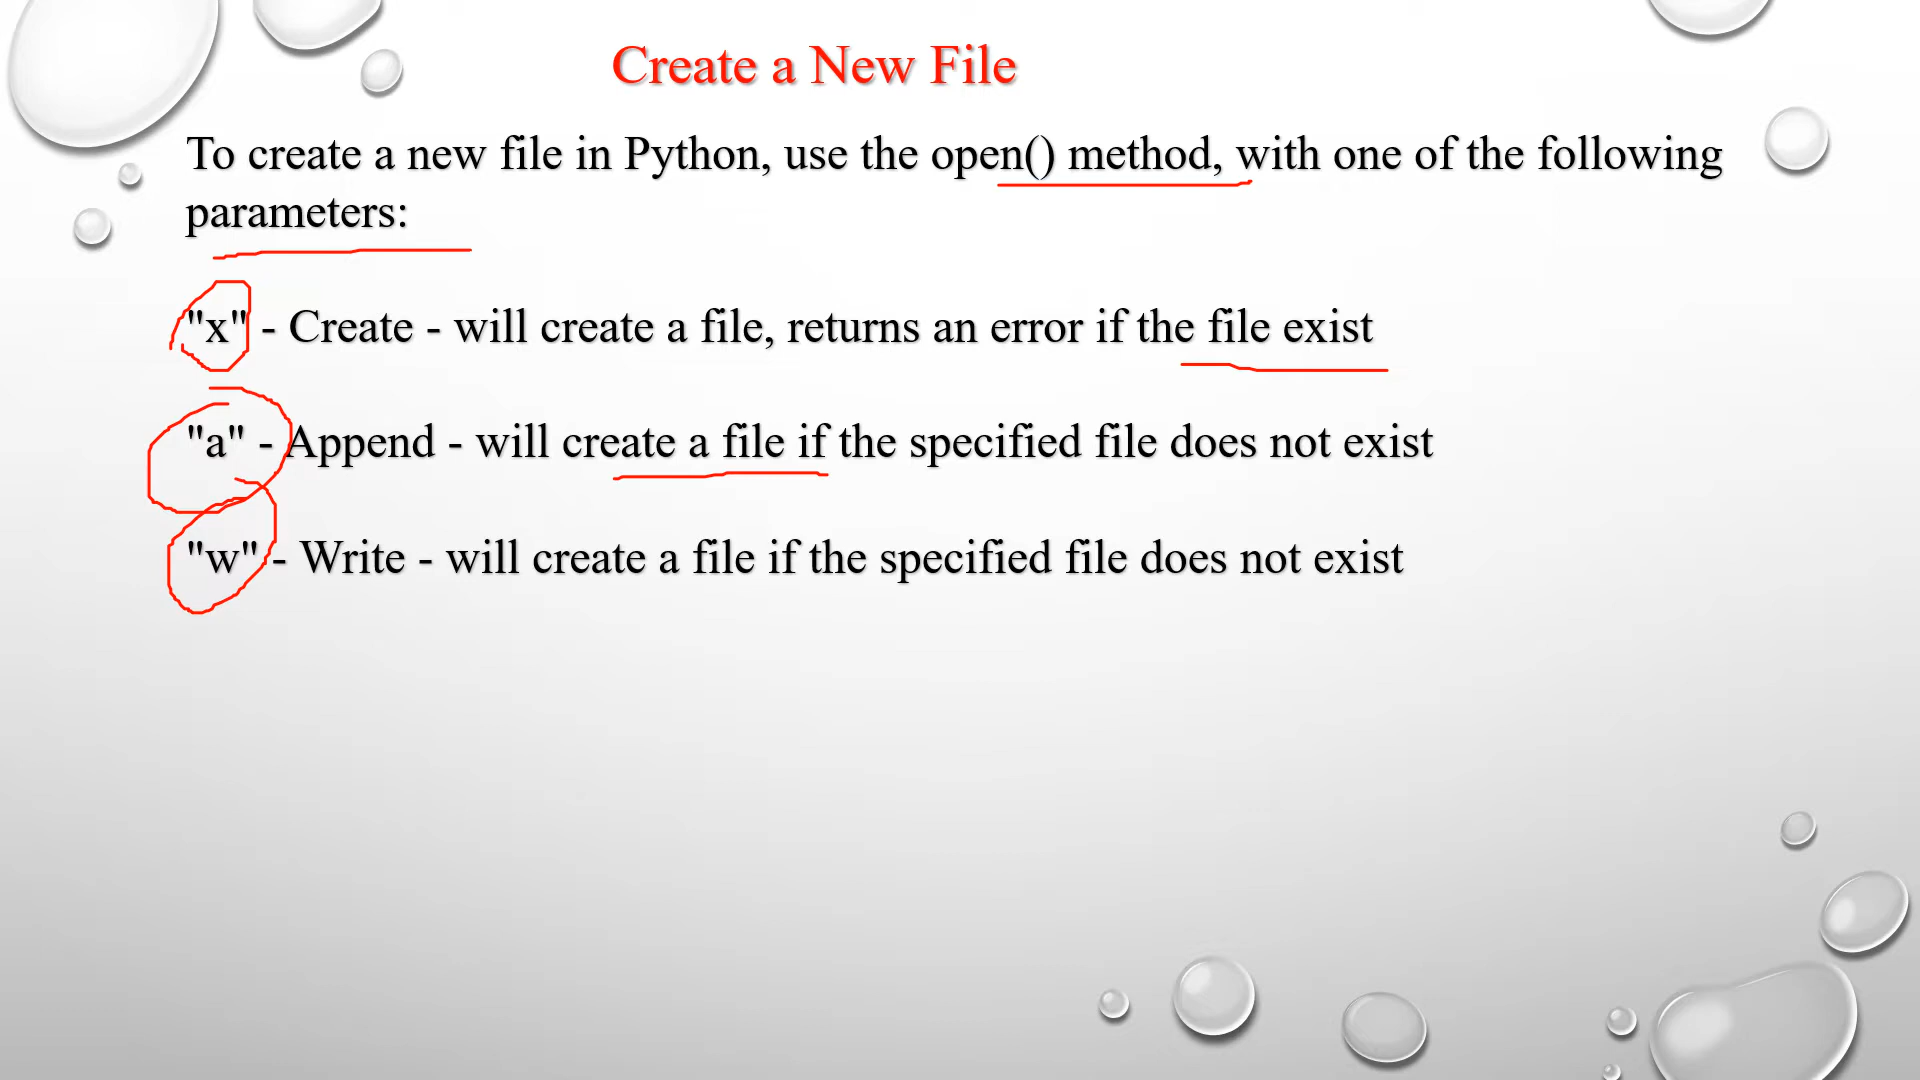 Create a New File
To create a new file in Python, use the open() method, with one of the following
parameters:
"x" - Create - will create a file, returns an error if the file exist
"a" - Append - will create a file if the specified file does not exist
"w" - Write - will create a file if the specified file does not exist